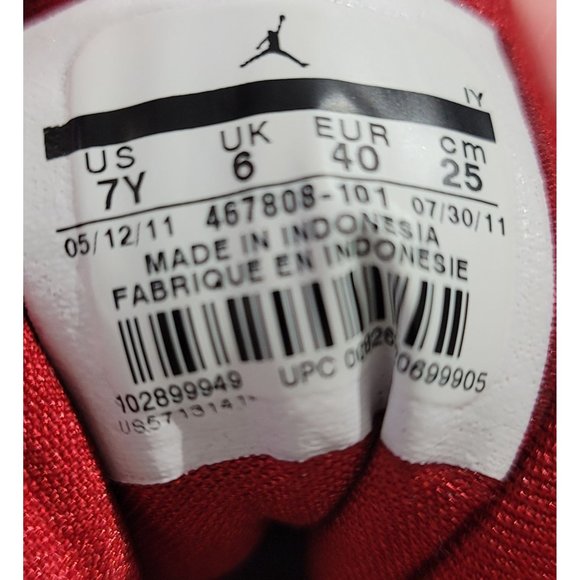 IY
US UK EUR cm
7Y 6 40 25
05/12/11 467808-101 07/30/11
MADE IN INDONESIA
FABRIQUE EN INDONESIE
102899949 UPC